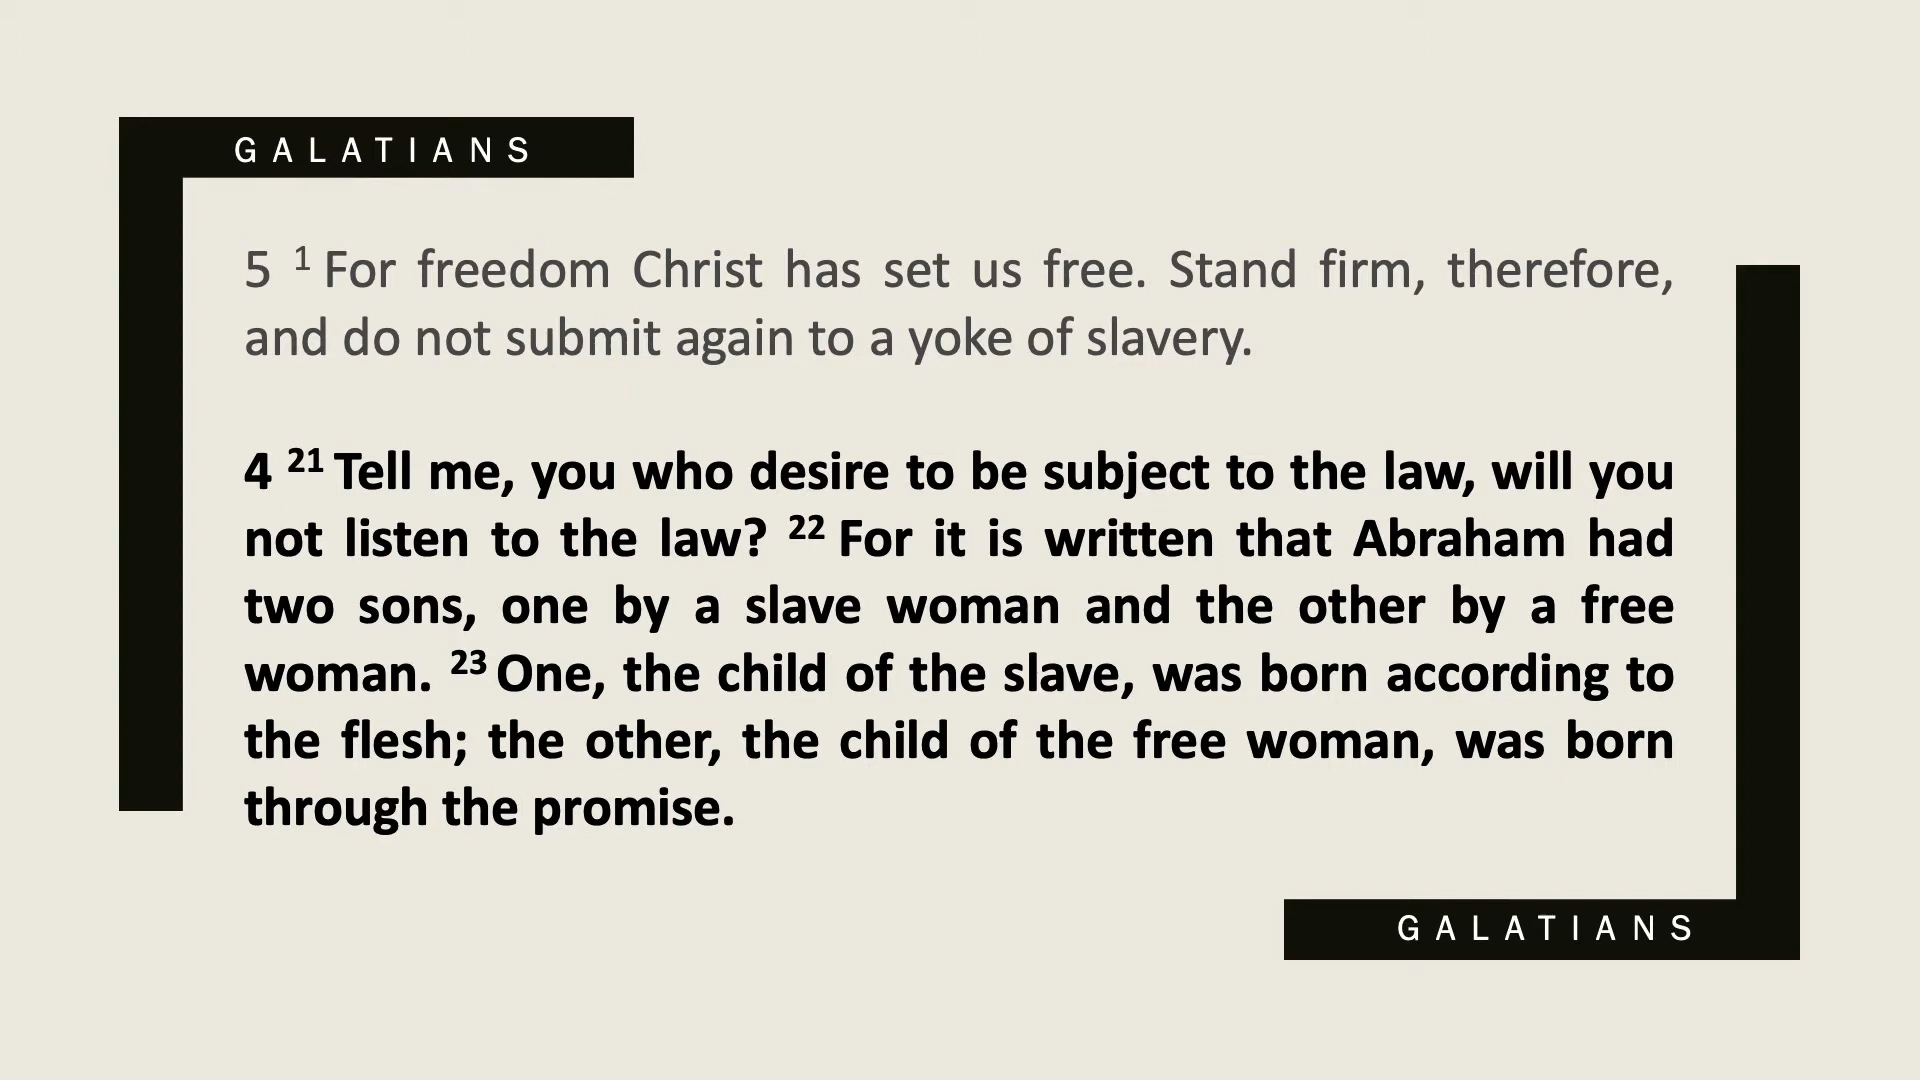 GALATIANS
5 1 For freedom Christ has set us free. Stand firm, therefore,
and do not submit again to a yoke of slavery.
4 21 Tell me, you who desire to be subject to the law, will you
not listen to the law? 22 For it is written that Abraham had
two sons, one by a slave woman and the other by a free
woman. 23 One, the child of the slave, was born according to
the flesh; the other, the child of the free woman, was born
through the promise.
GALATIANS